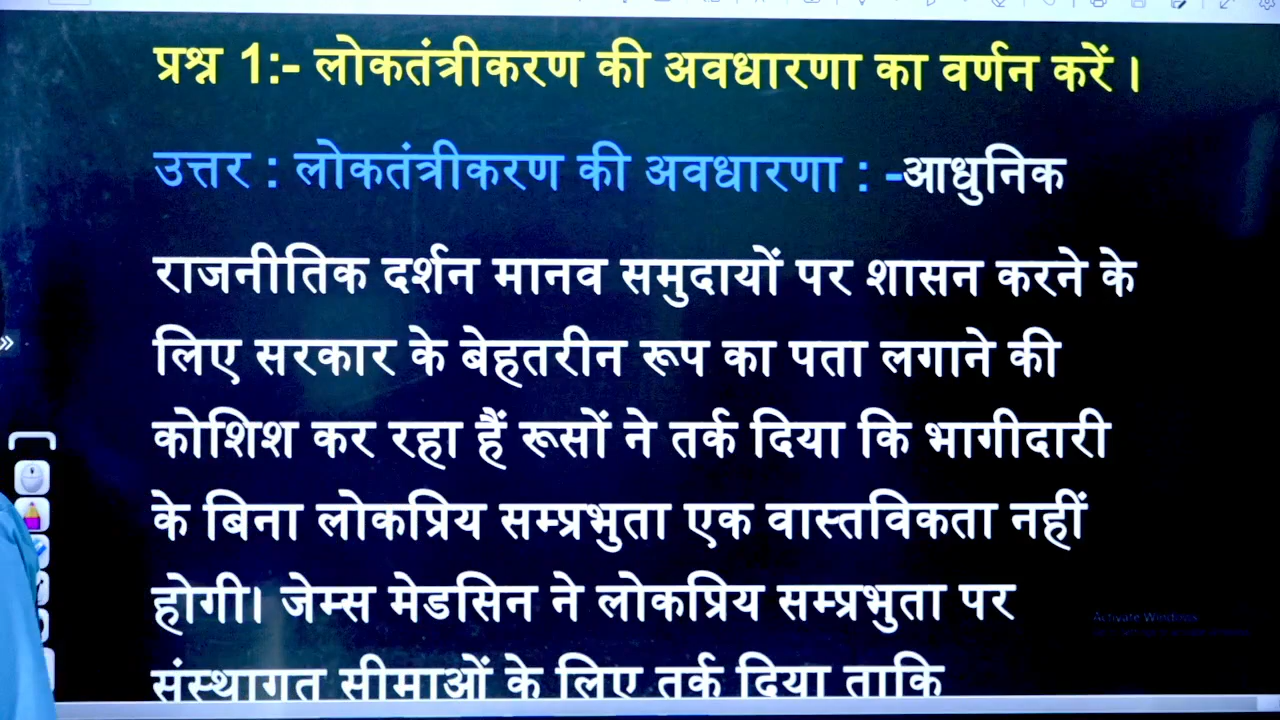 प्रश्न 1:- लोकतंत्रीकरण की अवधारणा का वर्णन करें ।
उत्तर : लोकतंत्रीकरण की अवधारणा : -आधुनिक
राजनीतिक दर्शन मानव समुदायों पर शासन करने के
लिए सरकार के बेहतरीन रूप का पता लगाने की
कोशिश कर रहा हैं रूसों ने तर्क दिया कि भागीदारी
के बिना लोकप्रिय सम्प्रभुता एक वास्तविकता नहीं
होगी। जेम्स मेडसिन ने लोकप्रिय सम्प्रभुता पर
संस्थागत सीमाओं के लिए तर्क दिया ताकि
Activate Windows